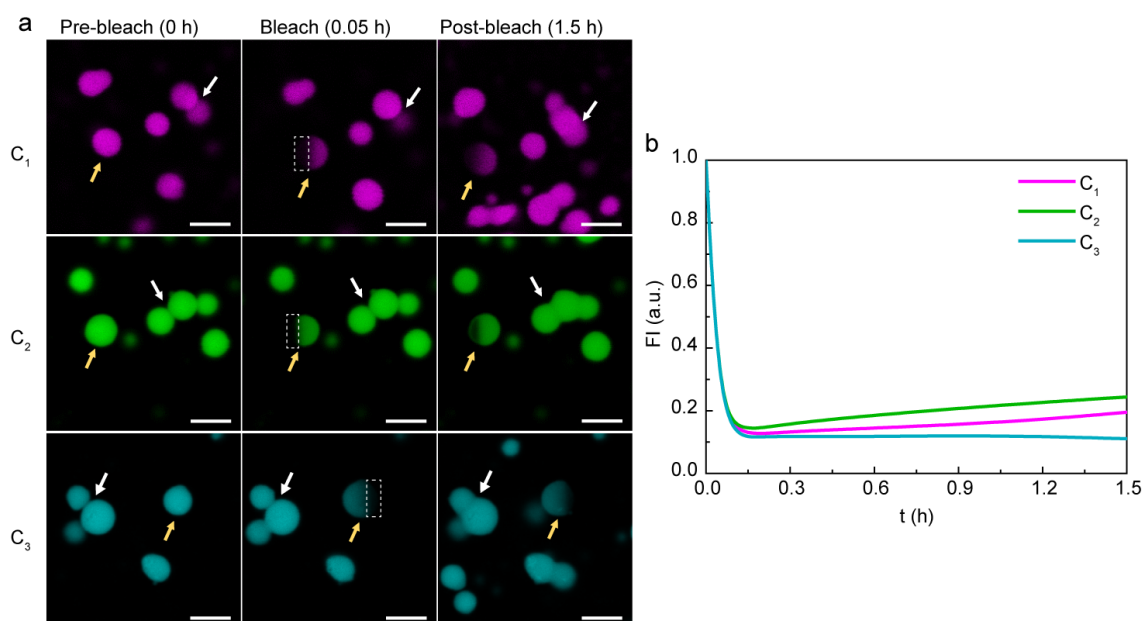 a
Pre-bleach (0 h)
Bleach (0.05 h)
Post-bleach (1.5 h)
C₁
C₂
C₃
b
1.0
0.8
0.6
0.4
0.2
0.0
FI (a.u.)
C₁
C₂
C₃
0.0
0.3
0.6
0.9
1.2
1.5
t (h)